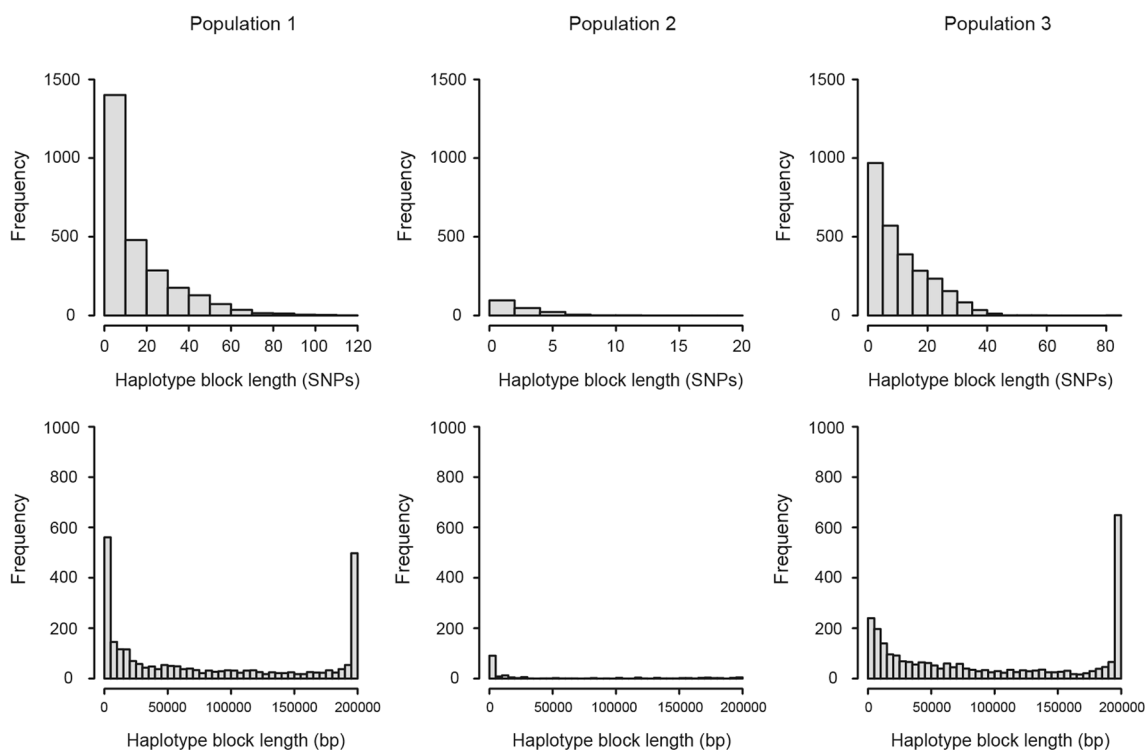 Population 1
Population 2
Population 3
1500
1000
500
0
Frequency
0 20 40 60 80 100 120
Haplotype block length (SNPs)
1500
1000
500
0
Frequency
0 5 10 15 20
Haplotype block length (SNPs)
1500
1000
500
0
Frequency
0 20 40 60 80
Haplotype block length (SNPs)
1000
800
600
400
200
0
Frequency
0 50000 100000 150000 200000
Haplotype block length (bp)
1000
800
600
400
200
0
Frequency
0 50000 100000 150000 200000
Haplotype block length (bp)
1000
800
600
400
200
0
Frequency
0 50000 100000 150000 200000
Haplotype block length (bp)